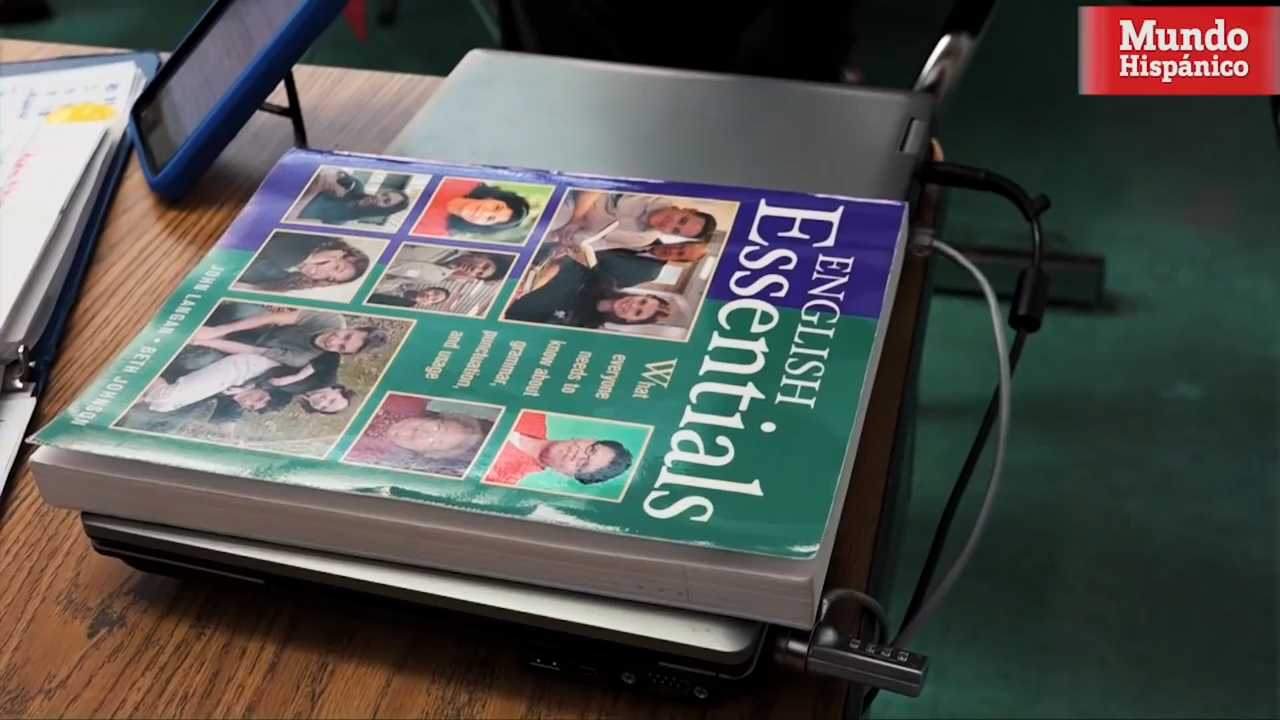 Mundo
Hispánico
ENGLISH
Essentials
What
everyone
needs to
know about
grammar,
punctuation,
and usage
JOHN LANGAN • BETH JOHNSON